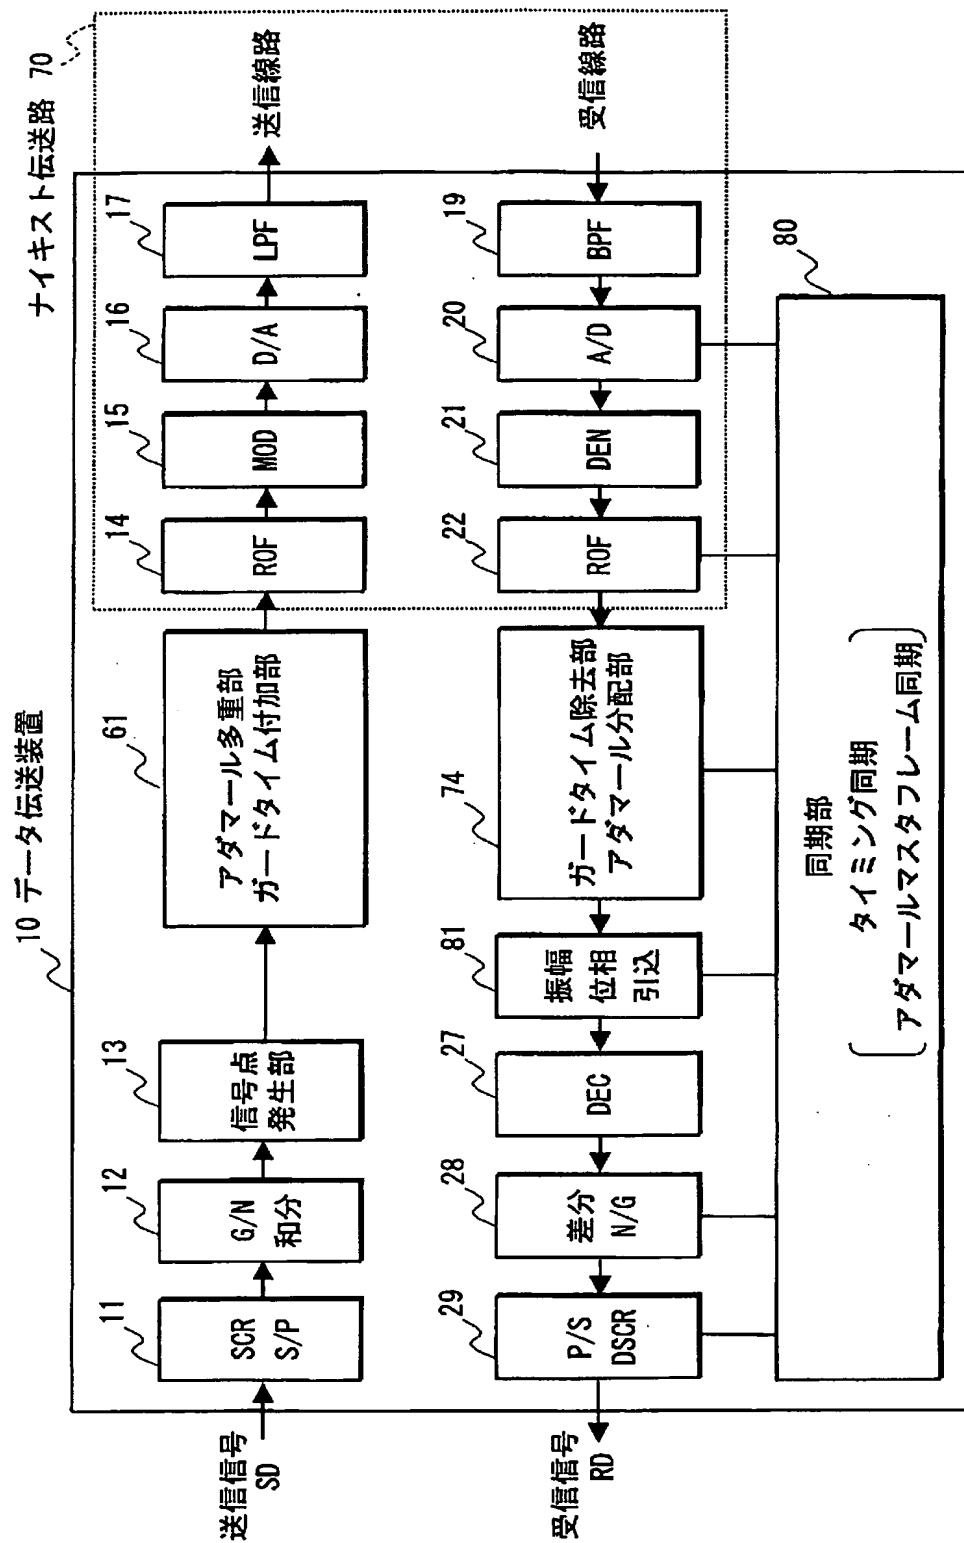 10 データ伝送装置
ナイキスト伝送路 70
送信信号
SD
11
SCR
S/P
12
G/N
和分
13
信号点
発生部
61
アダマール多重部
ガードタイム付加部
14
ROF
15
MOD
16
D/A
17
LPF
送信線路
受信信号
RD
29
P/S
DSCR
28
差分
N/G
27
DEC
81
振幅
位相
引込
74
ガードタイム除去部
アダマール分配部
22
ROF
21
DEN
20
A/D
19
BPF
受信線路
80
同期部
タイミング同期
アダマールマスタフレーム同期